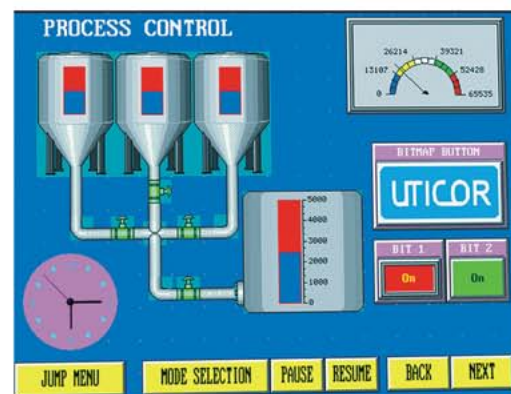 PROCESS CONTROL
26214
39321
13107
52428
0
65535
BITMAP BUTTON
UTICOR
BIT 1
BIT 2
On
On
5000
4000
3000
2000
1000
0
JUMP MENU
MODE SELECTION
PAUSE
RESUME
BACK
NEXT